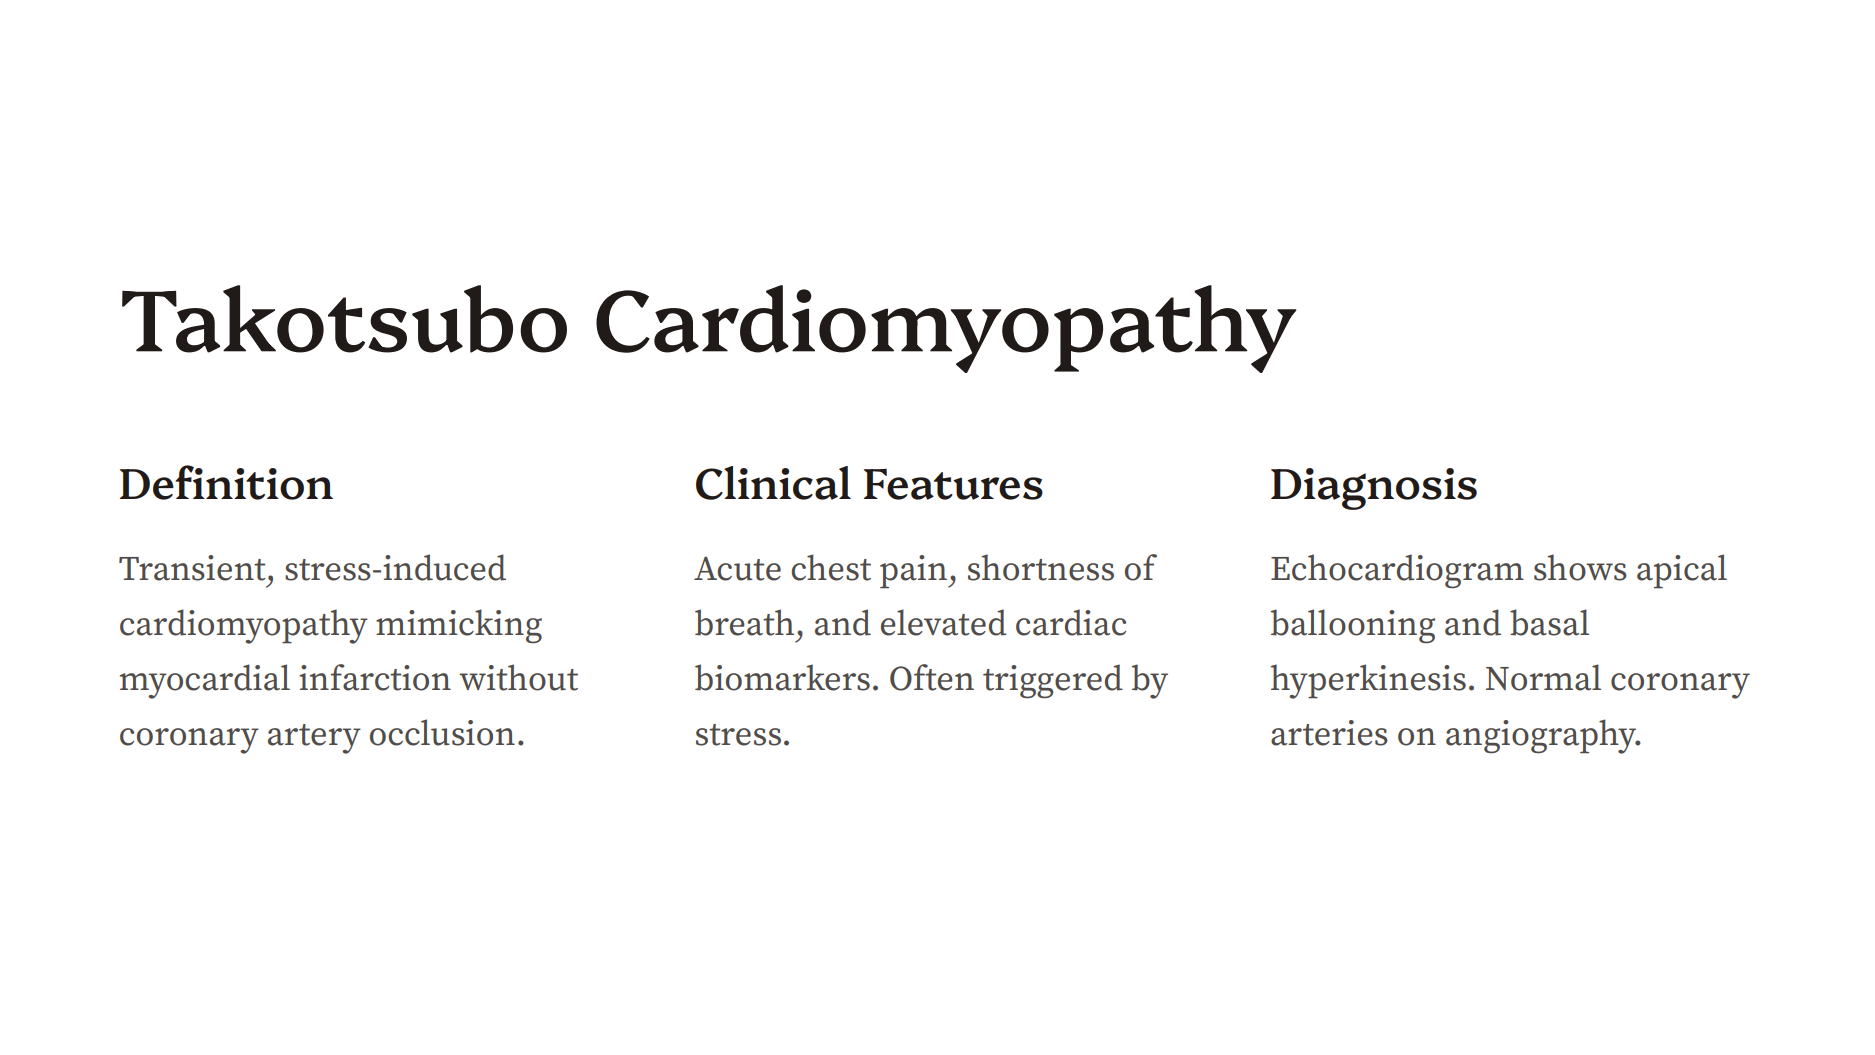 Takotsubo Cardiomyopathy
Definition
Transient, stress-induced
cardiomyopathy mimicking
myocardial infarction without
coronary artery occlusion.
Clinical Features
Acute chest pain, shortness of
breath, and elevated cardiac
biomarkers. Often triggered by
stress.
Diagnosis
Echocardiogram shows apical
ballooning and basal
hyperkinesis. Normal coronary
arteries on angiography.